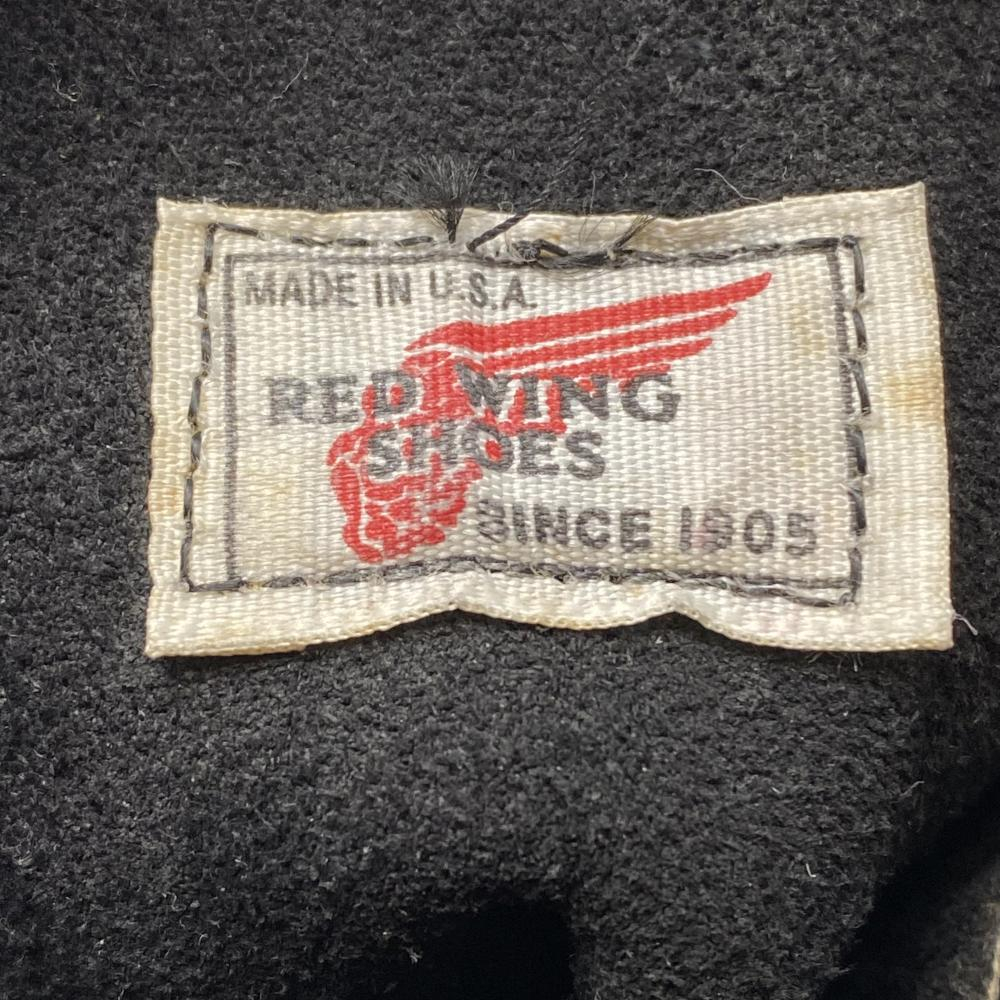 MADE IN U.S.A.
RED WING
SHOES
SINCE 1905